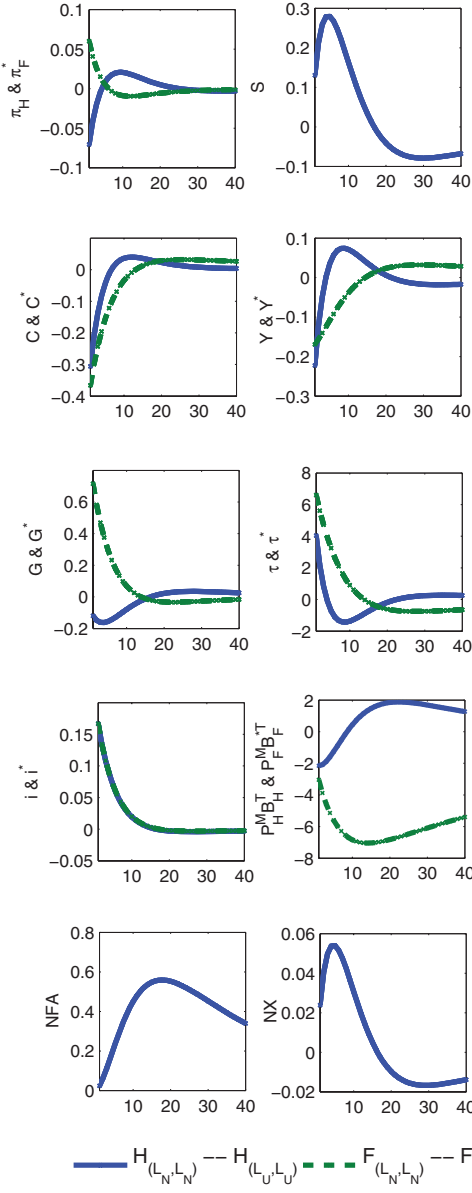 0.1
0.05
0
−0.05
−0.1
π_H & π_F^*
10 20 30 40
0.3
0.2
0.1
0
−0.1
S
10 20 30 40
0
−0.1
−0.2
−0.3
−0.4
C & C^*
10 20 30 40
0.1
0
−0.1
−0.2
−0.3
Y & Y^*
10 20 30 40
0.6
0.4
0.2
0
−0.2
G & G^*
10 20 30 40
8
6
4
2
0
−2
τ & τ^*
10 20 30 40
0.15
0.1
0.05
0
−0.05
i & i^*
10 20 30 40
2
0
−2
−4
−6
−8
P_H^M B_H^T & P_F^M B_F^{*T}
10 20 30 40
0.8
0.6
0.4
0.2
0
NFA
10 20 30 40
0.06
0.04
0.02
0
−0.02
NX
10 20 30 40
H_(L_N,L_N) −− H_(L_U,L_U) F_(L_N,L_N) −− F